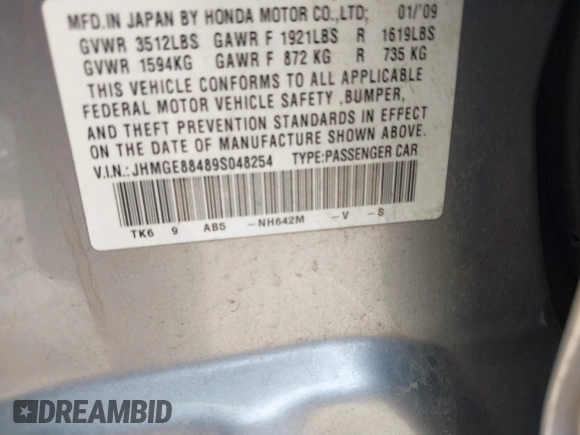 MFD.IN JAPAN BY HONDA MOTOR CO.,LTD; 01/'09
GVWR 3512LBS GAWR F 1921LBS R 1619LBS
GVWR 1594KG GAWR F 872 KG R 735 KG
THIS VEHICLE CONFORMS TO ALL APPLICABLE
FEDERAL MOTOR VEHICLE SAFETY ,BUMPER,
AND THEFT PREVENTION STANDARDS IN EFFECT
ON THE DATE OF MANUFACTURE SHOWN ABOVE.
V.I.N.:JHMGE88489S048254 TYPE:PASSENGER CAR
TK6 9 AB5 -NH642M -V -S
DREAMBID